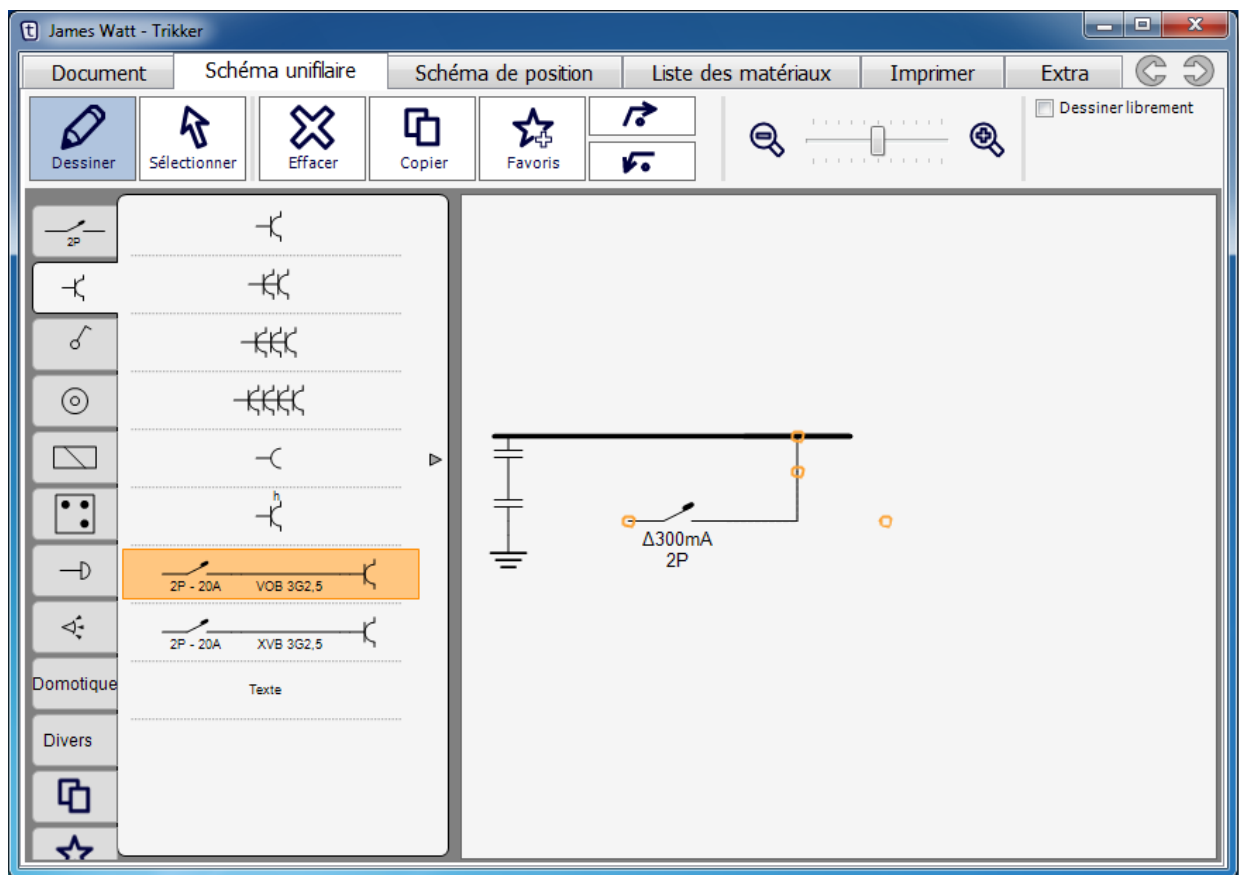 James Watt - Trikker
Document Schéma unifilaire Schéma de position Liste des matériaux Imprimer Extra
Dessiner Sélectionner Effacer Copier Favoris
Dessiner librement
2P
h
2P - 20A VOB 3G2,5
2P - 20A XVB 3G2,5
Texte
Domotique
Divers
Δ300mA
2P